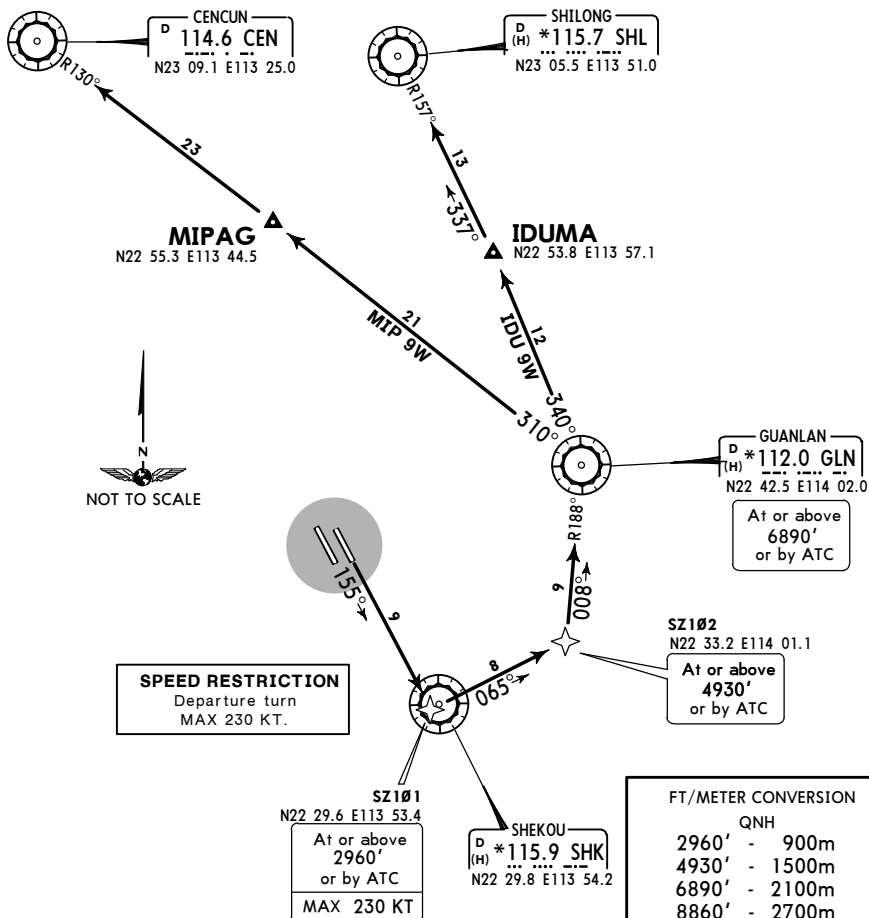 CENCUN
D 114.6 CEN
N23 09.1 E113 25.0
SHILONG
D
(H) *115.7 SHL
N23 05.5 E113 51.0
R130°
R157°
23
13
337°
MIPAG
N22 55.3 E113 44.5
IDUMA
N22 53.8 E113 57.1
21
MIP 9W
12
IDU 9W
310°
340°
N
NOT TO SCALE
GUANLAN
D
(H) *112.0 GLN
N22 42.5 E114 02.0
At or above
6890'
or by ATC
R188°
155°
9
9
008°
SZ102
N22 33.2 E114 01.1
At or above
4930'
or by ATC
8
065°
SPEED RESTRICTION
Departure turn
MAX 230 KT.
SZ101
N22 29.6 E113 53.4
At or above
2960'
or by ATC
MAX 230 KT
SHEKOU
D
(H) *115.9 SHK
N22 29.8 E113 54.2
FT/METER CONVERSION
QNH
2960' - 900m
4930' - 1500m
6890' - 2100m
8860' - 2700m